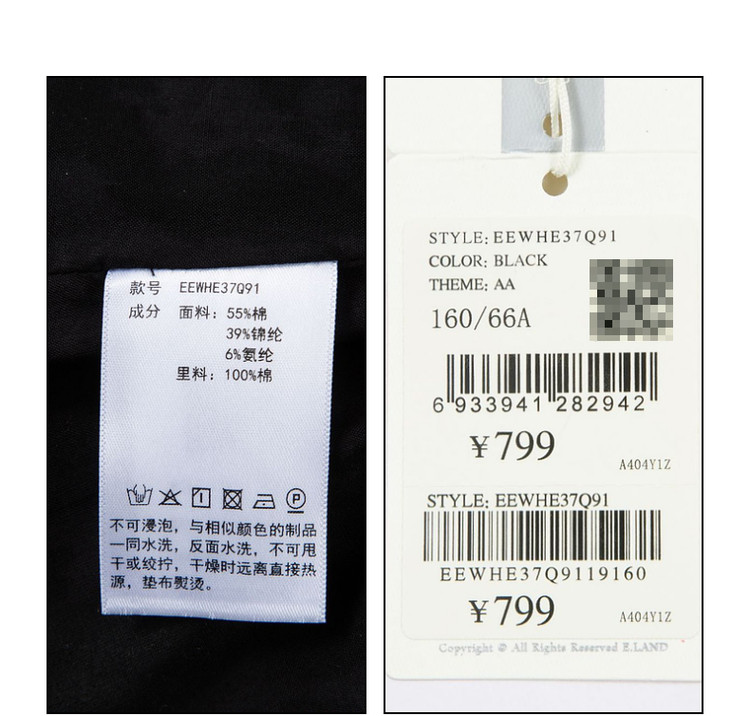 款号 EEWHE37Q91
成分 面料：55%棉
39%锦纶
6%氨纶
里料：100%棉
不可浸泡，与相似颜色的制品
一同水洗，反面水洗，不可甩
干或绞拧，干燥时远离直接热
源，垫布熨烫。
STYLE: EEWHE37Q91
COLOR: BLACK
THEME: AA
160/66A
6 933941 282942
¥799
A404Y1Z
STYLE: EEWHE37Q91
EEWHE37Q9119160
¥799
A404Y1Z
Copyright @ All Rights Reserved E.LAND